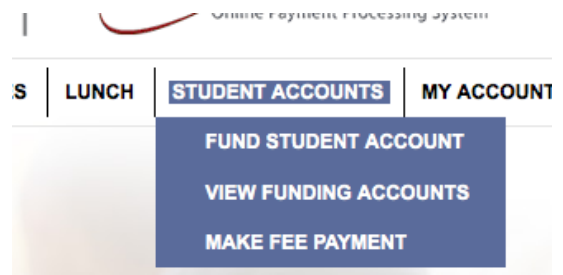 Online Payment Processing System
S LUNCH STUDENT ACCOUNTS MY ACCOUNT
FUND STUDENT ACCOUNT
VIEW FUNDING ACCOUNTS
MAKE FEE PAYMENT